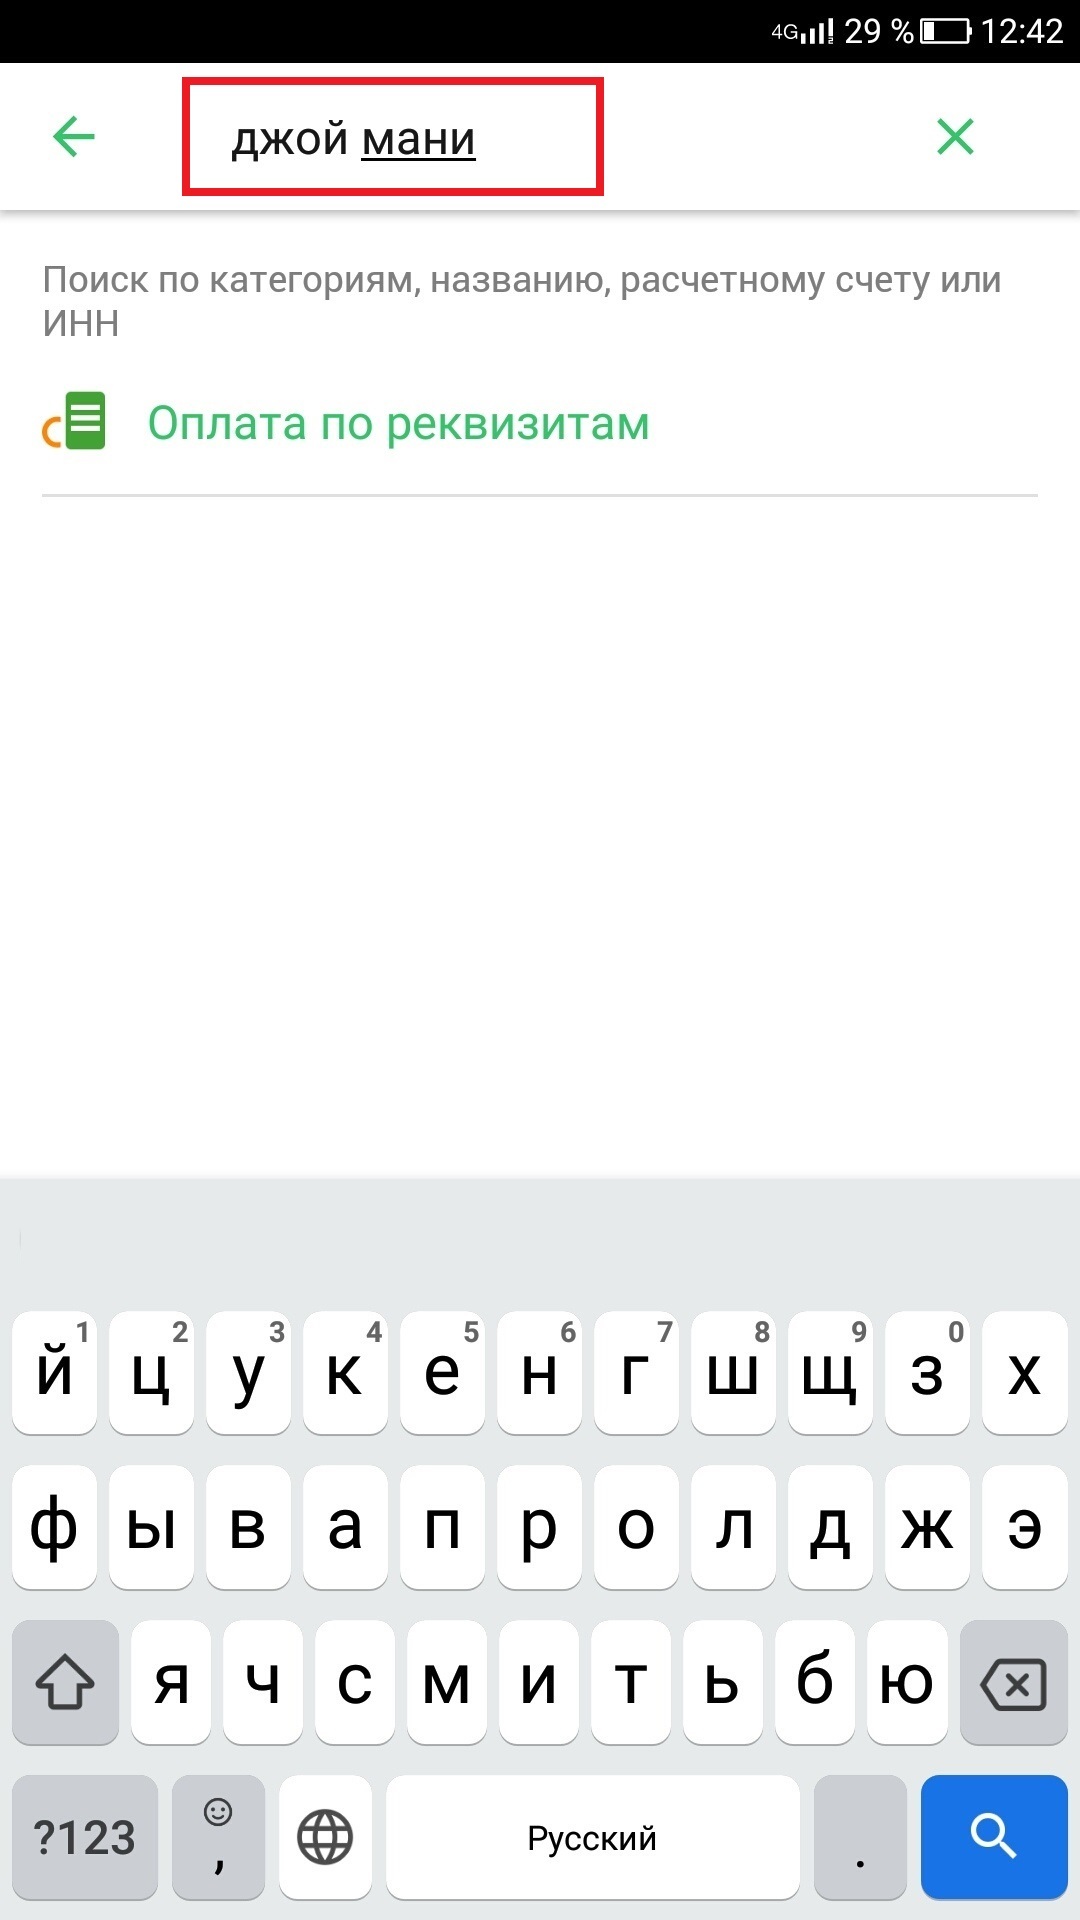 4G 29 % 12:42
джой мани
Поиск по категориям, названию, расчетному счету или
ИНН
Оплата по реквизитам
1 2 3 4 5 6 7 8 9 0
й ц у к е н г ш щ з х
ф ы в а п р о л д ж э
я ч с м и т ь б ю
?123 , Русский .